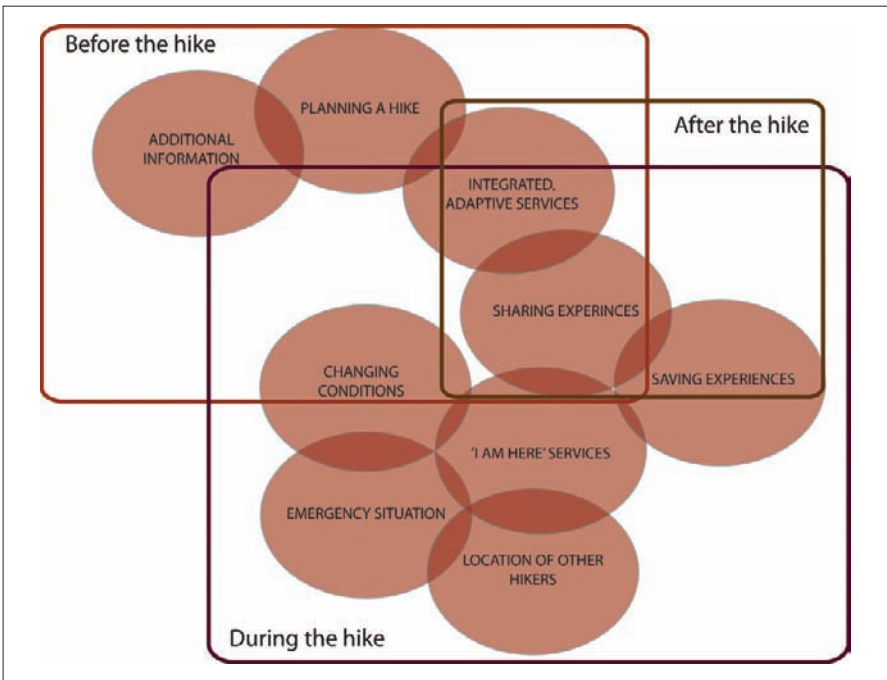 Before the hike
PLANNING A HIKE
After the hike
ADDITIONAL
INFORMATION
INTEGRATED,
ADAPTIVE SERVICES
SHARING EXPERINCES
CHANGING
CONDITIONS
SAVING EXPERIENCES
'I AM HERE' SERVICES
EMERGENCY SITUATION
LOCATION OF OTHER
HIKERS
During the hike